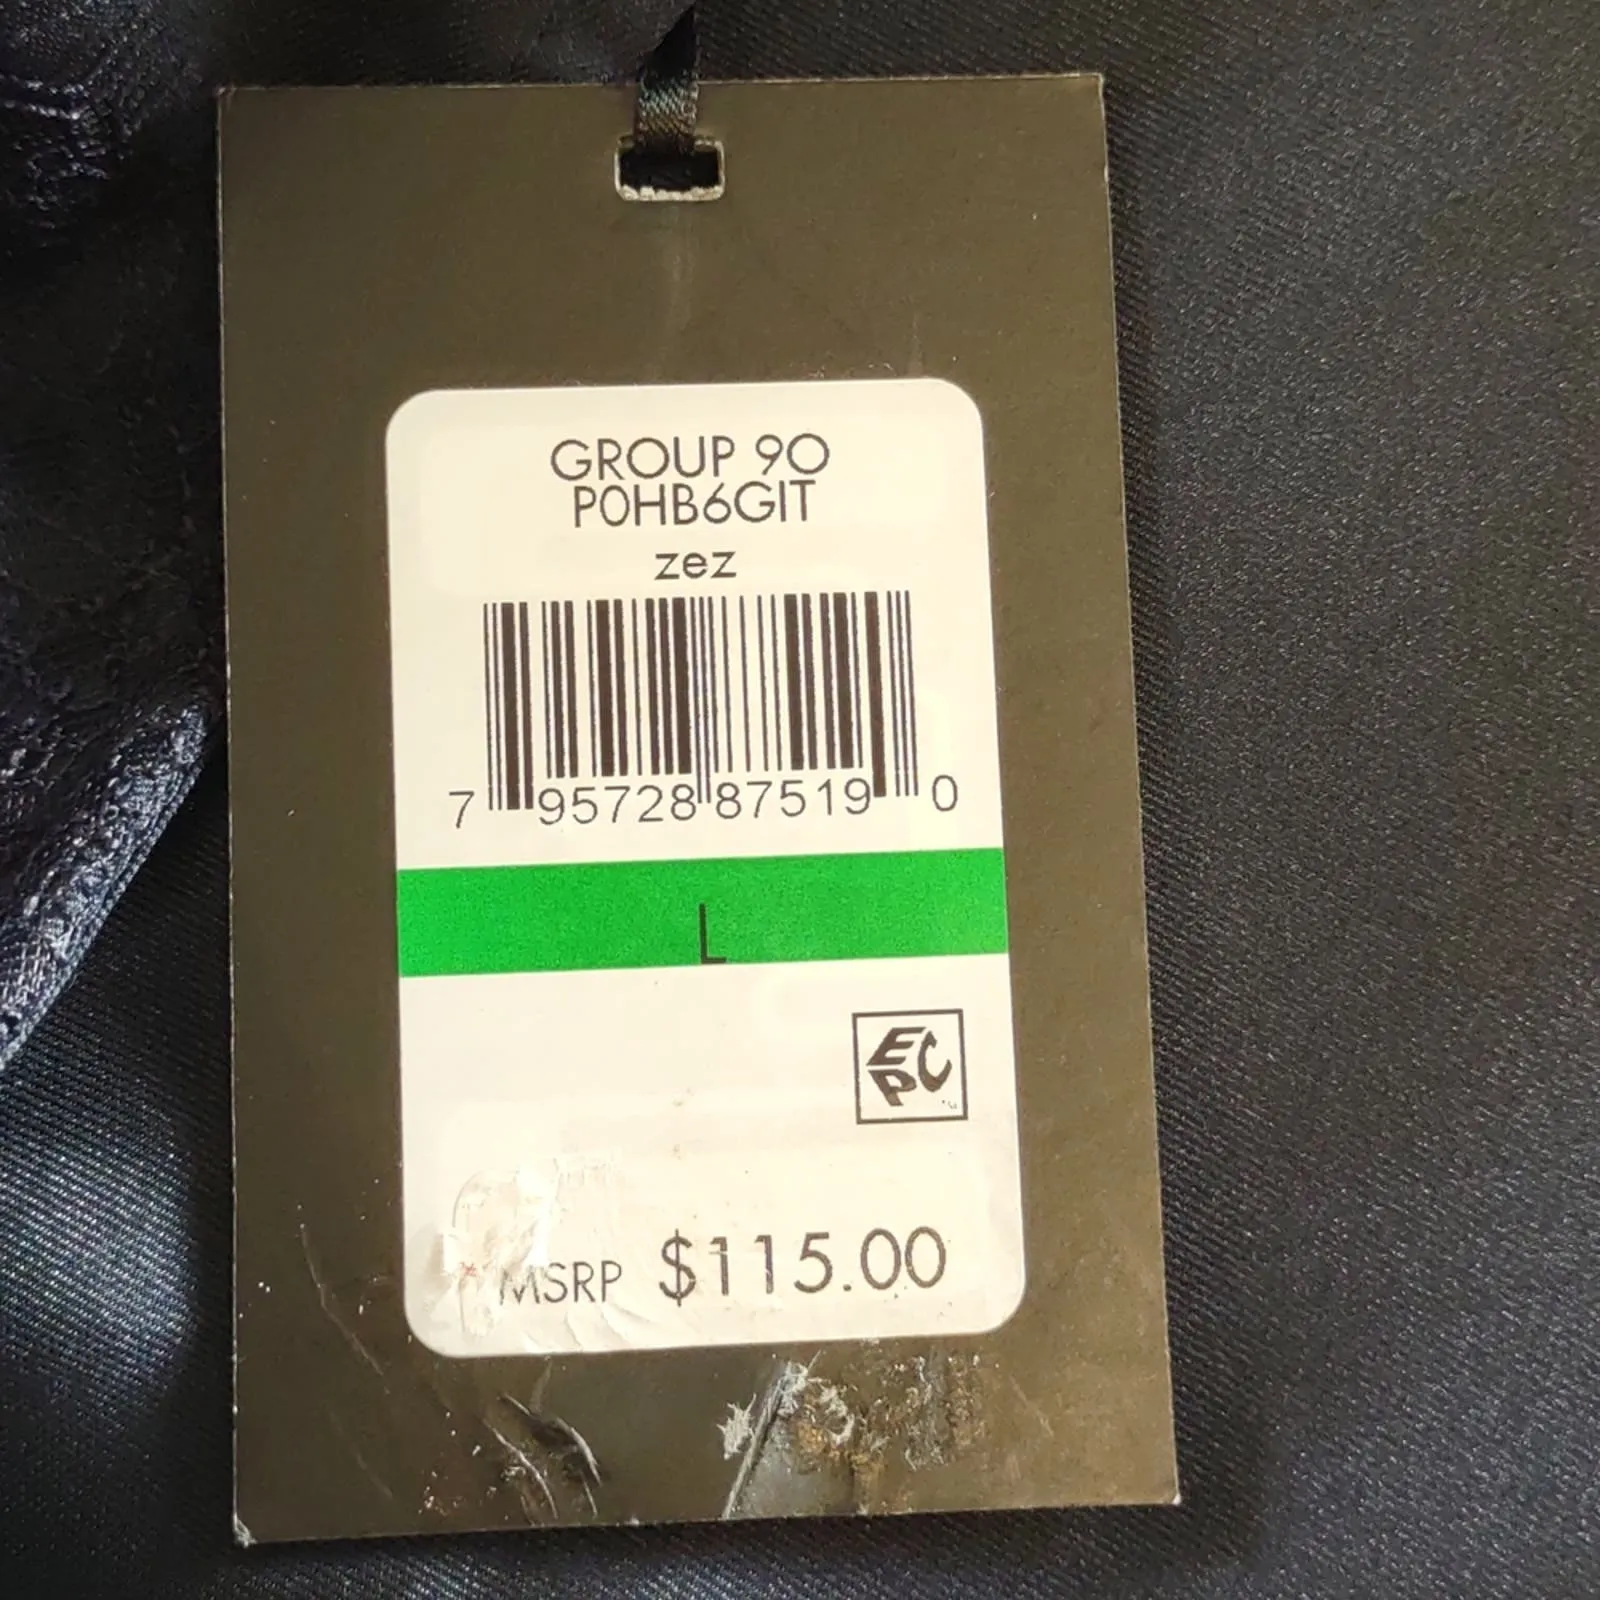 GROUP 90
P0HB6GIT
zez
7 95728 87519 0
L
EPC
MSRP $115.00